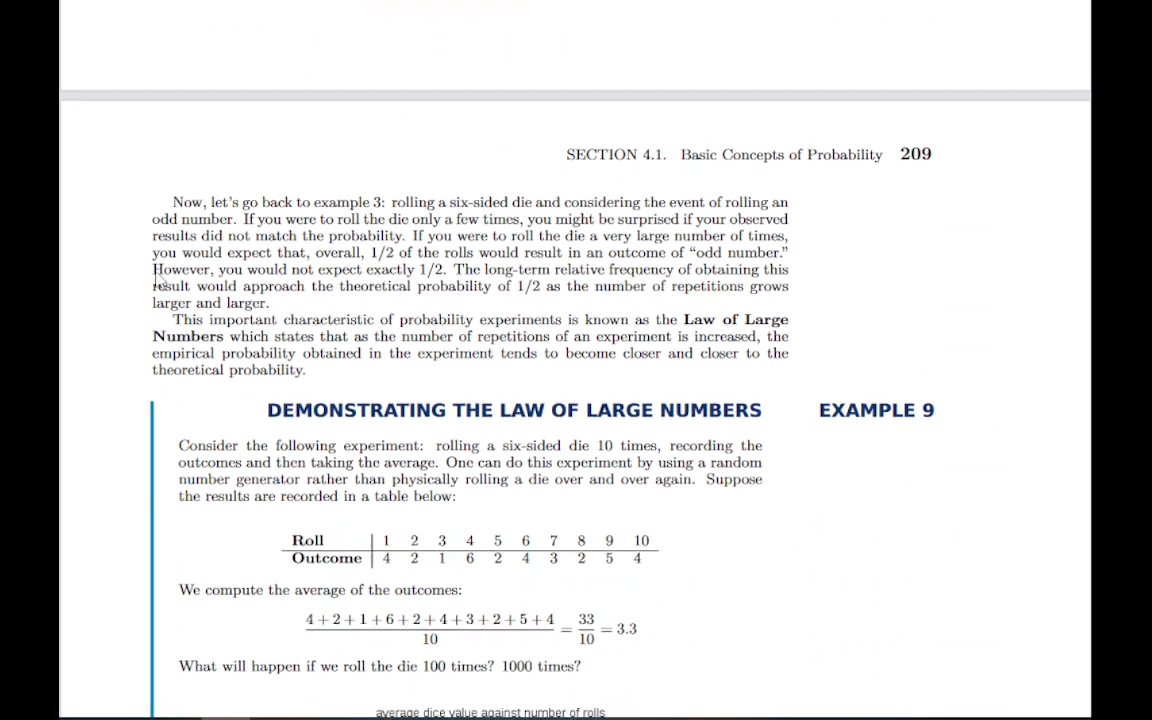 SECTION 4.1. Basic Concepts of Probability 209
Now, let's go back to example 3: rolling a six-sided die and considering the event of rolling an
odd number. If you were to roll the die only a few times, you might be surprised if your observed
results did not match the probability. If you were to roll the die a very large number of times,
you would expect that, overall, 1/2 of the rolls would result in an outcome of “odd number.”
However, you would not expect exactly 1/2. The long-term relative frequency of obtaining this
result would approach the theoretical probability of 1/2 as the number of repetitions grows
larger and larger.
This important characteristic of probability experiments is known as the Law of Large
Numbers which states that as the number of repetitions of an experiment is increased, the
empirical probability obtained in the experiment tends to become closer and closer to the
theoretical probability.
DEMONSTRATING THE LAW OF LARGE NUMBERS EXAMPLE 9
Consider the following experiment: rolling a six-sided die 10 times, recording the
outcomes and then taking the average. One can do this experiment by using a random
number generator rather than physically rolling a die over and over again. Suppose
the results are recorded in a table below:
Roll 1 2 3 4 5 6 7 8 9 10
Outcome 4 2 1 6 2 4 3 2 5 4
We compute the average of the outcomes:
4 + 2 + 1 + 6 + 2 + 4 + 3 + 2 + 5 + 4 / 10 = 33 / 10 = 3.3
What will happen if we roll the die 100 times? 1000 times?
average dice value against number of rolls